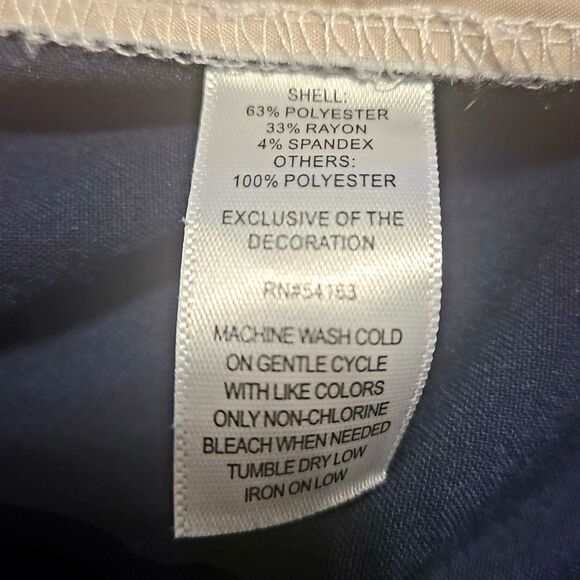 SHELL:
63% POLYESTER
33% RAYON
4% SPANDEX
OTHERS:
100% POLYESTER
EXCLUSIVE OF THE
DECORATION
RN#54163
MACHINE WASH COLD
ON GENTLE CYCLE
WITH LIKE COLORS
ONLY NON-CHLORINE
BLEACH WHEN NEEDED
TUMBLE DRY LOW
IRON ON LOW